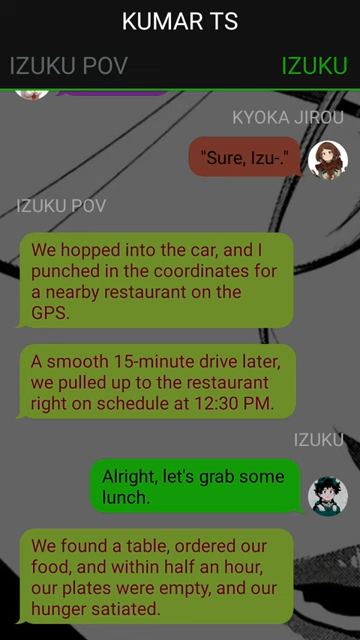 KUMAR TS
IZUKU POV
IZUKU
KYOKA JIROU
"Sure, Izu-."
IZUKU POV
We hopped into the car, and I
punched in the coordinates for
a nearby restaurant on the
GPS.
A smooth 15-minute drive later,
we pulled up to the restaurant
right on schedule at 12:30 PM.
IZUKU
Alright, let's grab some
lunch.
We found a table, ordered our
food, and within half an hour,
our plates were empty, and our
hunger satiated.